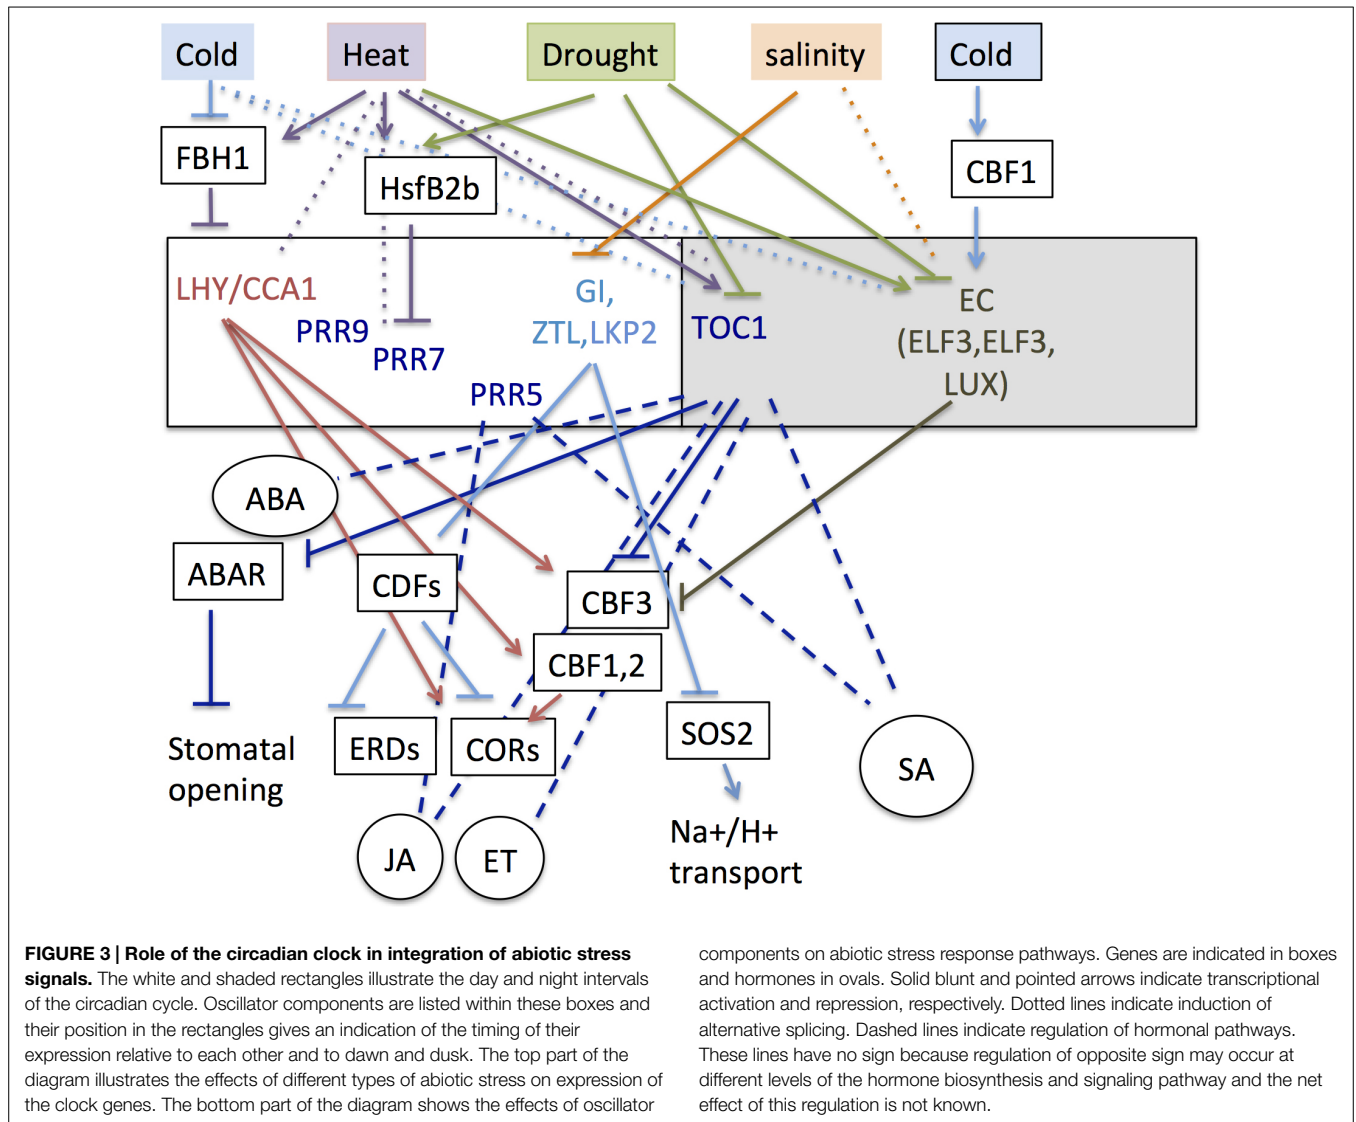 Cold
Heat
Drought
salinity
Cold
FBH1
HsfB2b
CBF1
LHY/CCA1
PRR9
PRR7
PRR5
GI,
ZTL,LKP2
TOC1
EC
(ELF3,ELF3,
LUX)
ABA
ABAR
CDFs
CBF3
CBF1,2
ERDs
CORs
SOS2
SA
Stomatal
opening
JA
ET
Na+/H+
transport
FIGURE 3 | Role of the circadian clock in integration of abiotic stress
signals. The white and shaded rectangles illustrate the day and night intervals
of the circadian cycle. Oscillator components are listed within these boxes and
their position in the rectangles gives an indication of the timing of their
expression relative to each other and to dawn and dusk. The top part of the
diagram illustrates the effects of different types of abiotic stress on expression of
the clock genes. The bottom part of the diagram shows the effects of oscillator
components on abiotic stress response pathways. Genes are indicated in boxes
and hormones in ovals. Solid blunt and pointed arrows indicate transcriptional
activation and repression, respectively. Dotted lines indicate induction of
alternative splicing. Dashed lines indicate regulation of hormonal pathways.
These lines have no sign because regulation of opposite sign may occur at
different levels of the hormone biosynthesis and signaling pathway and the net
effect of this regulation is not known.